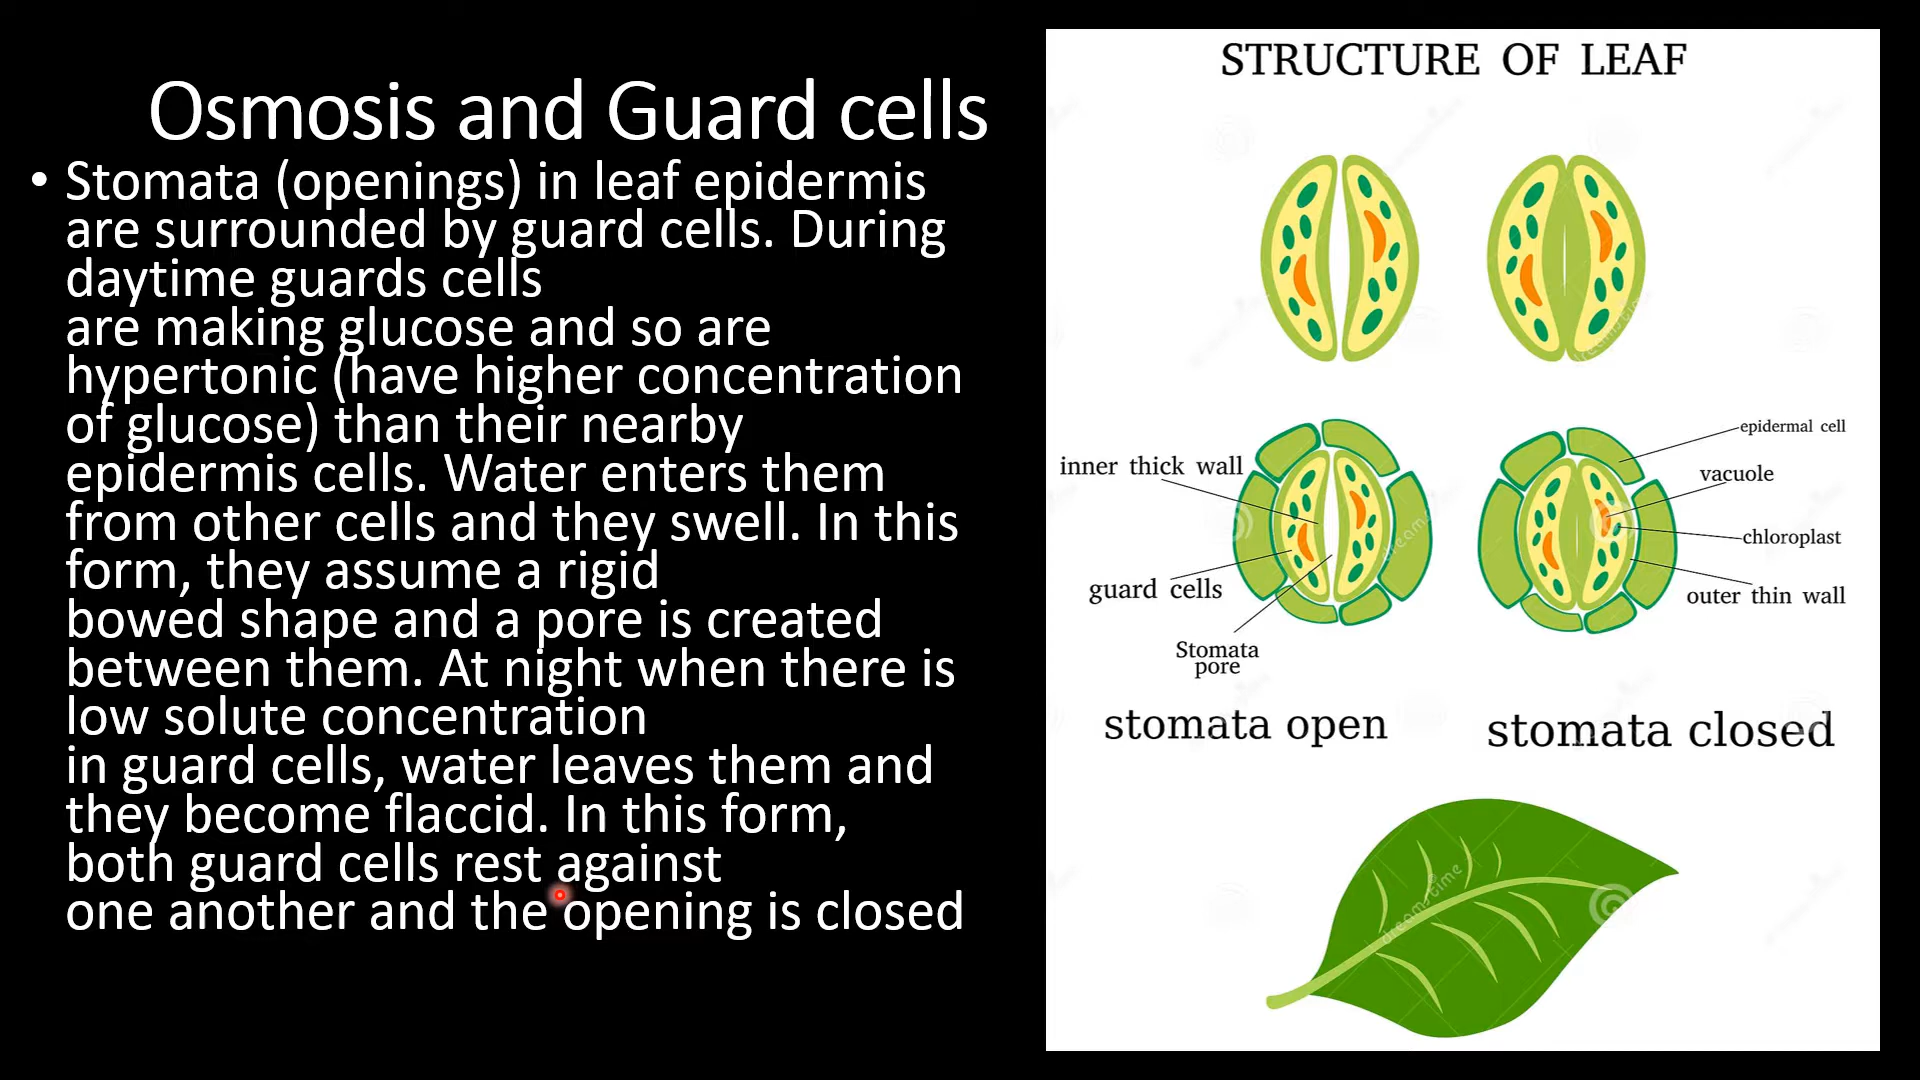 Osmosis and Guard cells
• Stomata (openings) in leaf epidermis
are surrounded by guard cells. During
daytime guards cells
are making glucose and so are
hypertonic (have higher concentration
of glucose) than their nearby
epidermis cells. Water enters them
from other cells and they swell. In this
form, they assume a rigid
bowed shape and a pore is created
between them. At night when there is
low solute concentration
in guard cells, water leaves them and
they become flaccid. In this form,
both guard cells rest against
one another and the opening is closed
STRUCTURE OF LEAF
inner thick wall
guard cells
Stomata
pore
epidermal cell
vacuole
chloroplast
outer thin wall
stomata open
stomata closed
dreamstime
dreamstime
dreamstime